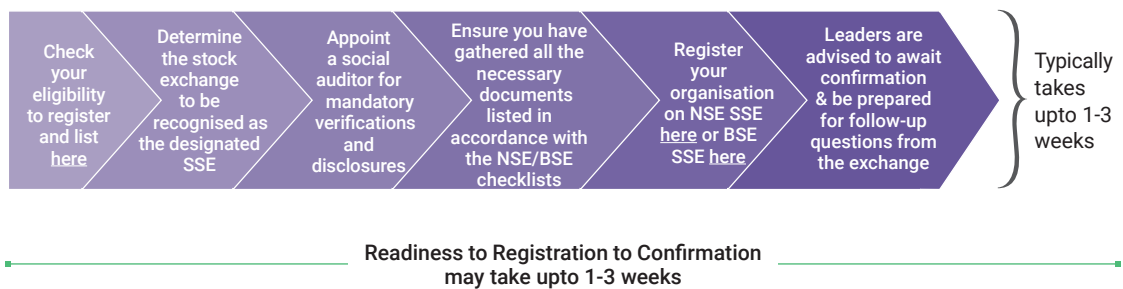 Check
your
eligibility
to register
and list
here
Determine
the stock
exchange
to be
recognised as
the designated
SSE
Appoint
a social
auditor for
mandatory
verifications
and
disclosures
Ensure you have
gathered all the
necessary
documents
listed in
accordance with
the NSE/BSE
checklists
Register
your
organisation
on NSE SSE
here or BSE
SSE here
Leaders are
advised to await
confirmation
& be prepared
for follow-up
questions from
the exchange
Typically
takes
upto 1-3
weeks
Readiness to Registration to Confirmation
may take upto 1-3 weeks